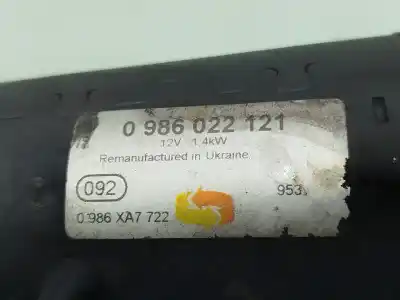 0 986 022 121
12V 1,4kW
Remanufactured in Ukraine
092
953
0 986 XA7 722